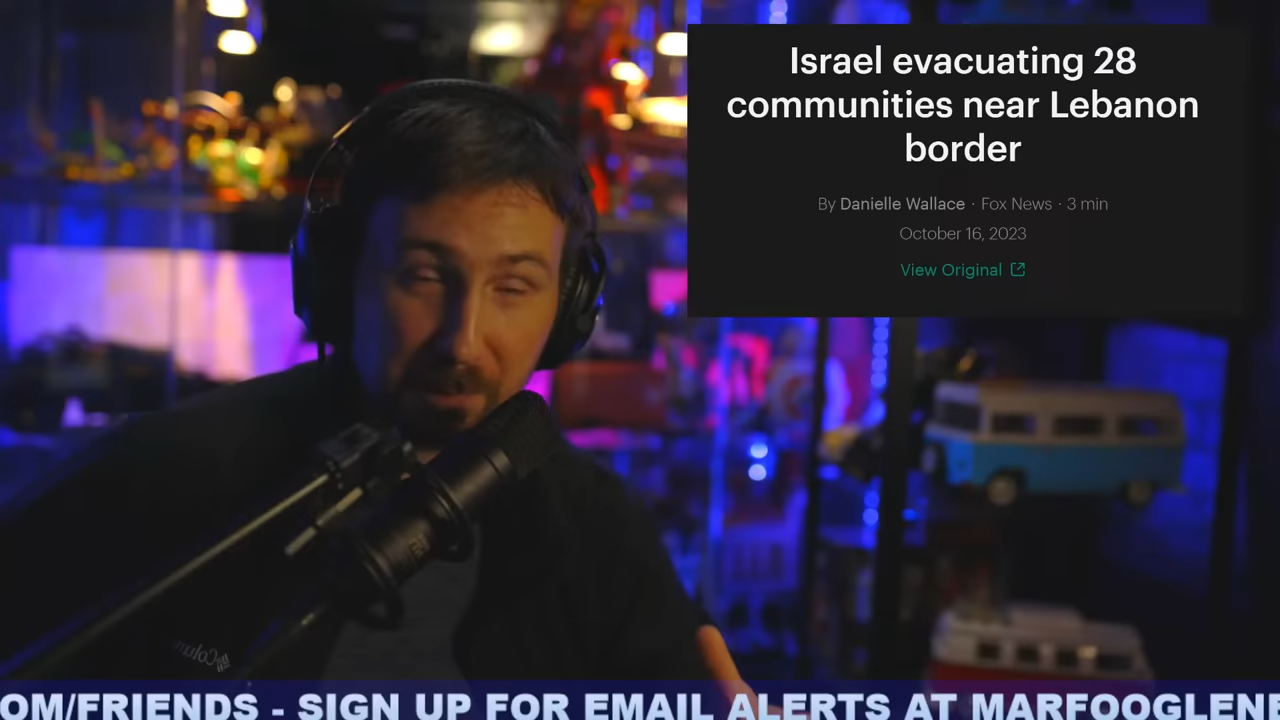 Israel evacuating 28
communities near Lebanon
border
By Danielle Wallace · Fox News · 3 min
October 16, 2023
View Original
OM/FRIENDS - SIGN UP FOR EMAIL ALERTS AT MARFOOGLENE